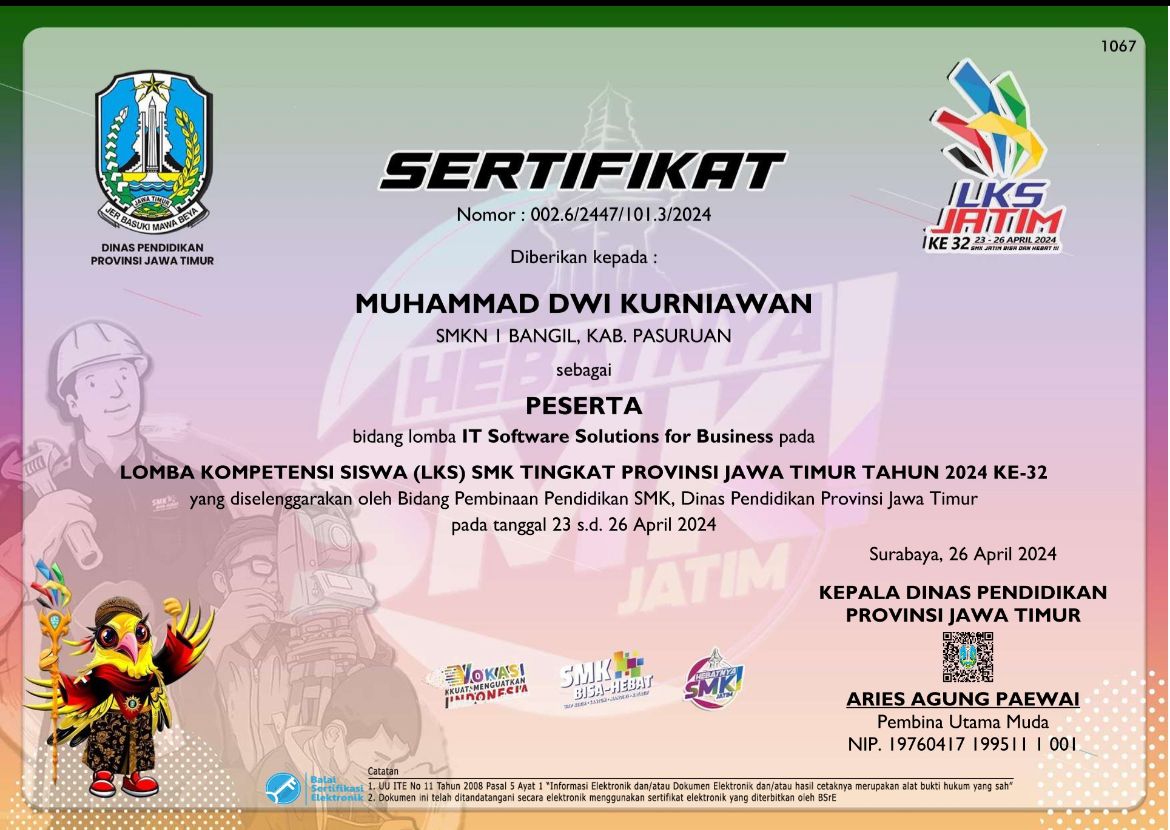 1067
JAWA TIMUR
JER BASUKI MAWA BEYA
DINAS PENDIDIKAN
PROVINSI JAWA TIMUR
LKS
JATIM
KE 32 23 - 26 APRIL 2024
SMK JATIM BISA DAN HEBAT !!!
SERTIFIKAT
Nomor : 002.6/2447/101.3/2024
Diberikan kepada :
MUHAMMAD DWI KURNIAWAN
SMKN 1 BANGIL, KAB. PASURUAN
sebagai
PESERTA
bidang lomba IT Software Solutions for Business pada
LOMBA KOMPETENSI SISWA (LKS) SMK TINGKAT PROVINSI JAWA TIMUR TAHUN 2024 KE-32
yang diselenggarakan oleh Bidang Pembinaan Pendidikan SMK, Dinas Pendidikan Provinsi Jawa Timur
pada tanggal 23 s.d. 26 April 2024
HEBATNYA
SMK!
JATIM
Surabaya, 26 April 2024
KEPALA DINAS PENDIDIKAN
PROVINSI JAWA TIMUR
ARIES AGUNG PAEWAI
Pembina Utama Muda
NIP. 19760417 199511 1 001
VOKASI
KUAT, MENGUATKAN
INDONESIA
SMK
BISA-HEBAT
HEBATNYA
SMK!
JATIM
Balai
Sertifikasi
Elektronik
Catatan
1. UU ITE No 11 Tahun 2008 Pasal 5 Ayat 1 "Informasi Elektronik dan/atau Dokumen Elektronik dan/atau hasil cetaknya merupakan alat bukti hukum yang sah"
2. Dokumen ini telah ditandatangani secara elektronik menggunakan sertifikat elektronik yang diterbitkan oleh BSrE